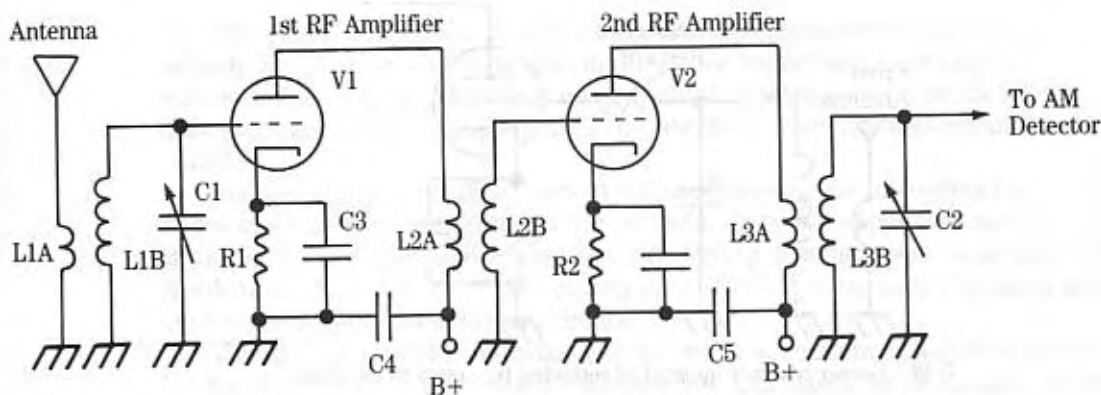 Antenna
1st RF Amplifier
2nd RF Amplifier
V1
V2
To AM
Detector
C1
C3
C2
L1A
L1B
R1
L2A
L2B
R2
L3A
L3B
C4
B+
C5
B+